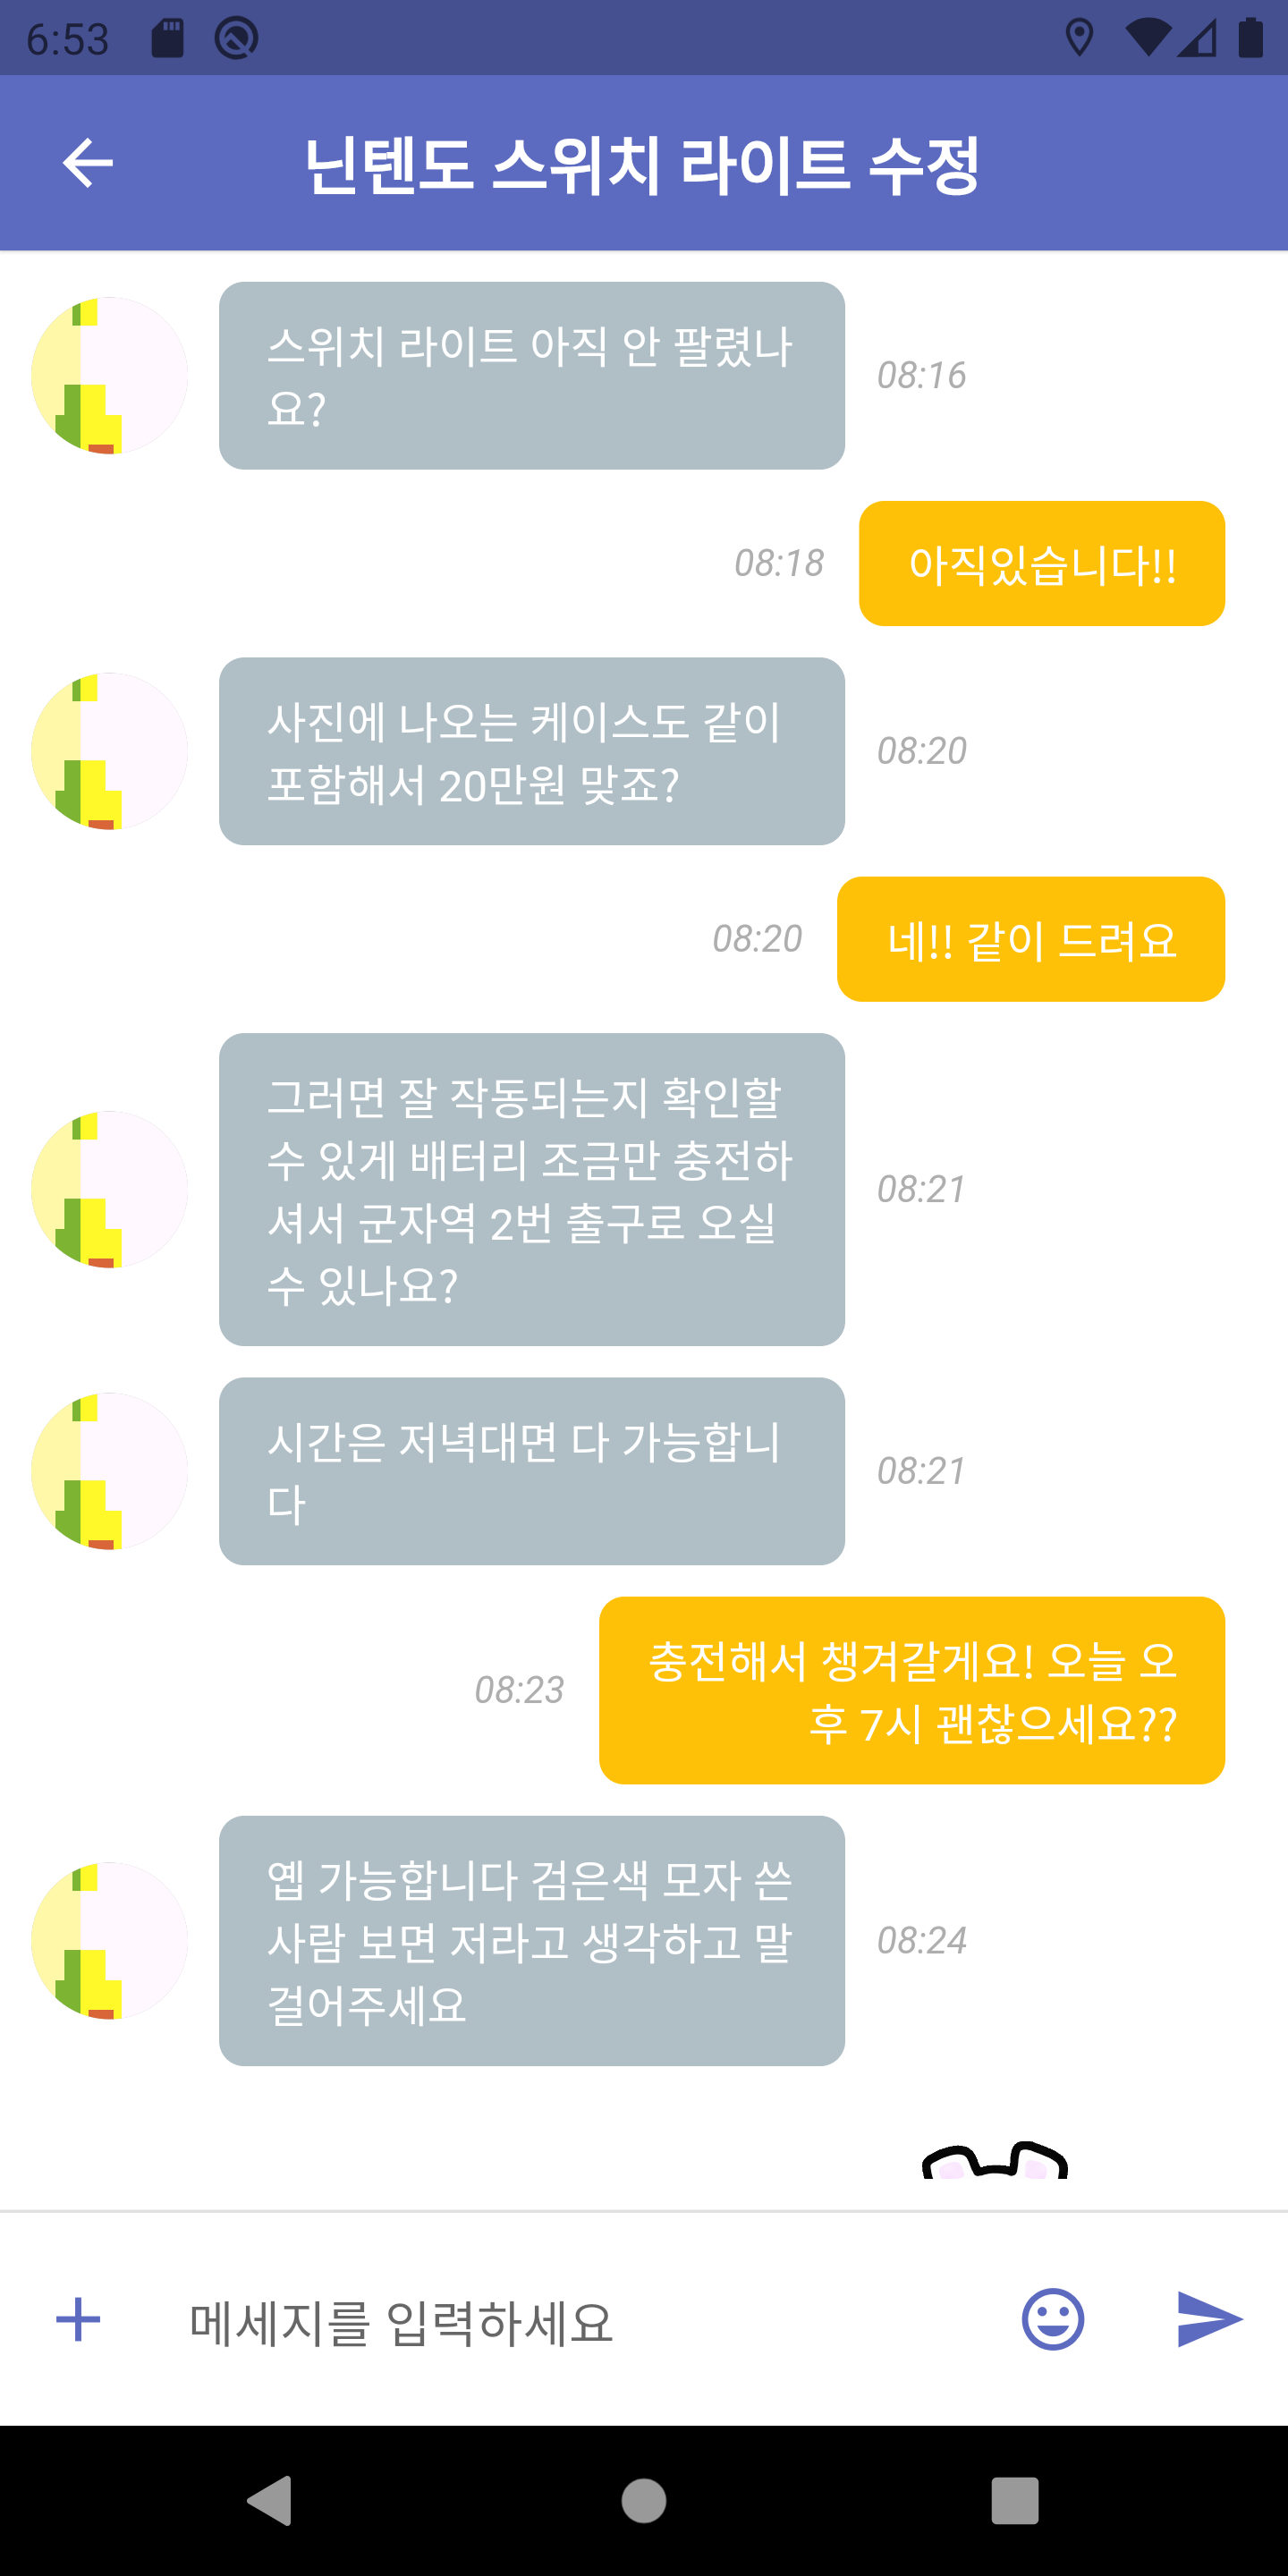 6:53
닌텐도 스위치 라이트 수정
스위치 라이트 아직 안 팔렸나
요?
08:16
08:18
아직있습니다!!
사진에 나오는 케이스도 같이
포함해서 20만원 맞죠?
08:20
08:20
네!! 같이 드려요
그러면 잘 작동되는지 확인할
수 있게 배터리 조금만 충전하
셔서 군자역 2번 출구로 오실
수 있나요?
08:21
시간은 저녁대면 다 가능합니
다
08:21
08:23
충전해서 챙겨갈게요! 오늘 오
후 7시 괜찮으세요??
옙 가능합니다 검은색 모자 쓴
사람 보면 저라고 생각하고 말
걸어주세요
08:24
메세지를 입력하세요